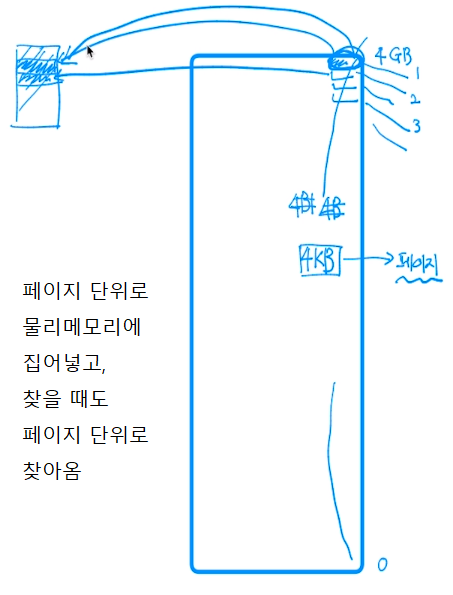 4GB
1
2
3
4Bit 4B
4KB → 페이지
페이지 단위로
물리메모리에
집어넣고,
찾을 때도
페이지 단위로
찾아옴
0